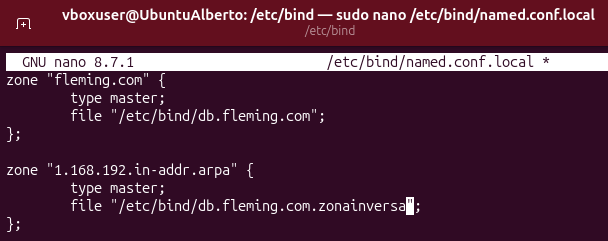 vboxuser@UbuntuAlberto: /etc/bind — sudo nano /etc/bind/named.conf.local
/etc/bind
GNU nano 8.7.1 /etc/bind/named.conf.local *
zone "fleming.com" {
        type master;
        file "/etc/bind/db.fleming.com";
};

zone "1.168.192.in-addr.arpa" {
        type master;
        file "/etc/bind/db.fleming.com.zonainversa";
};